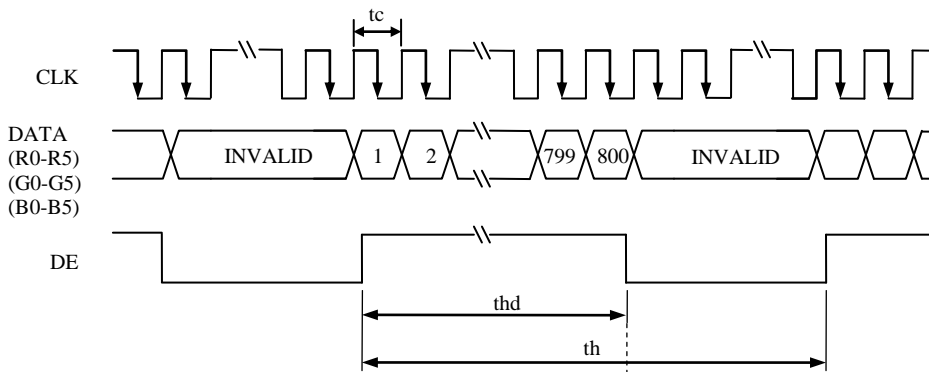 tc
CLK
DATA
(R0-R5)
(G0-G5)
(B0-B5)
INVALID 1 2 799 800 INVALID
DE
thd
th